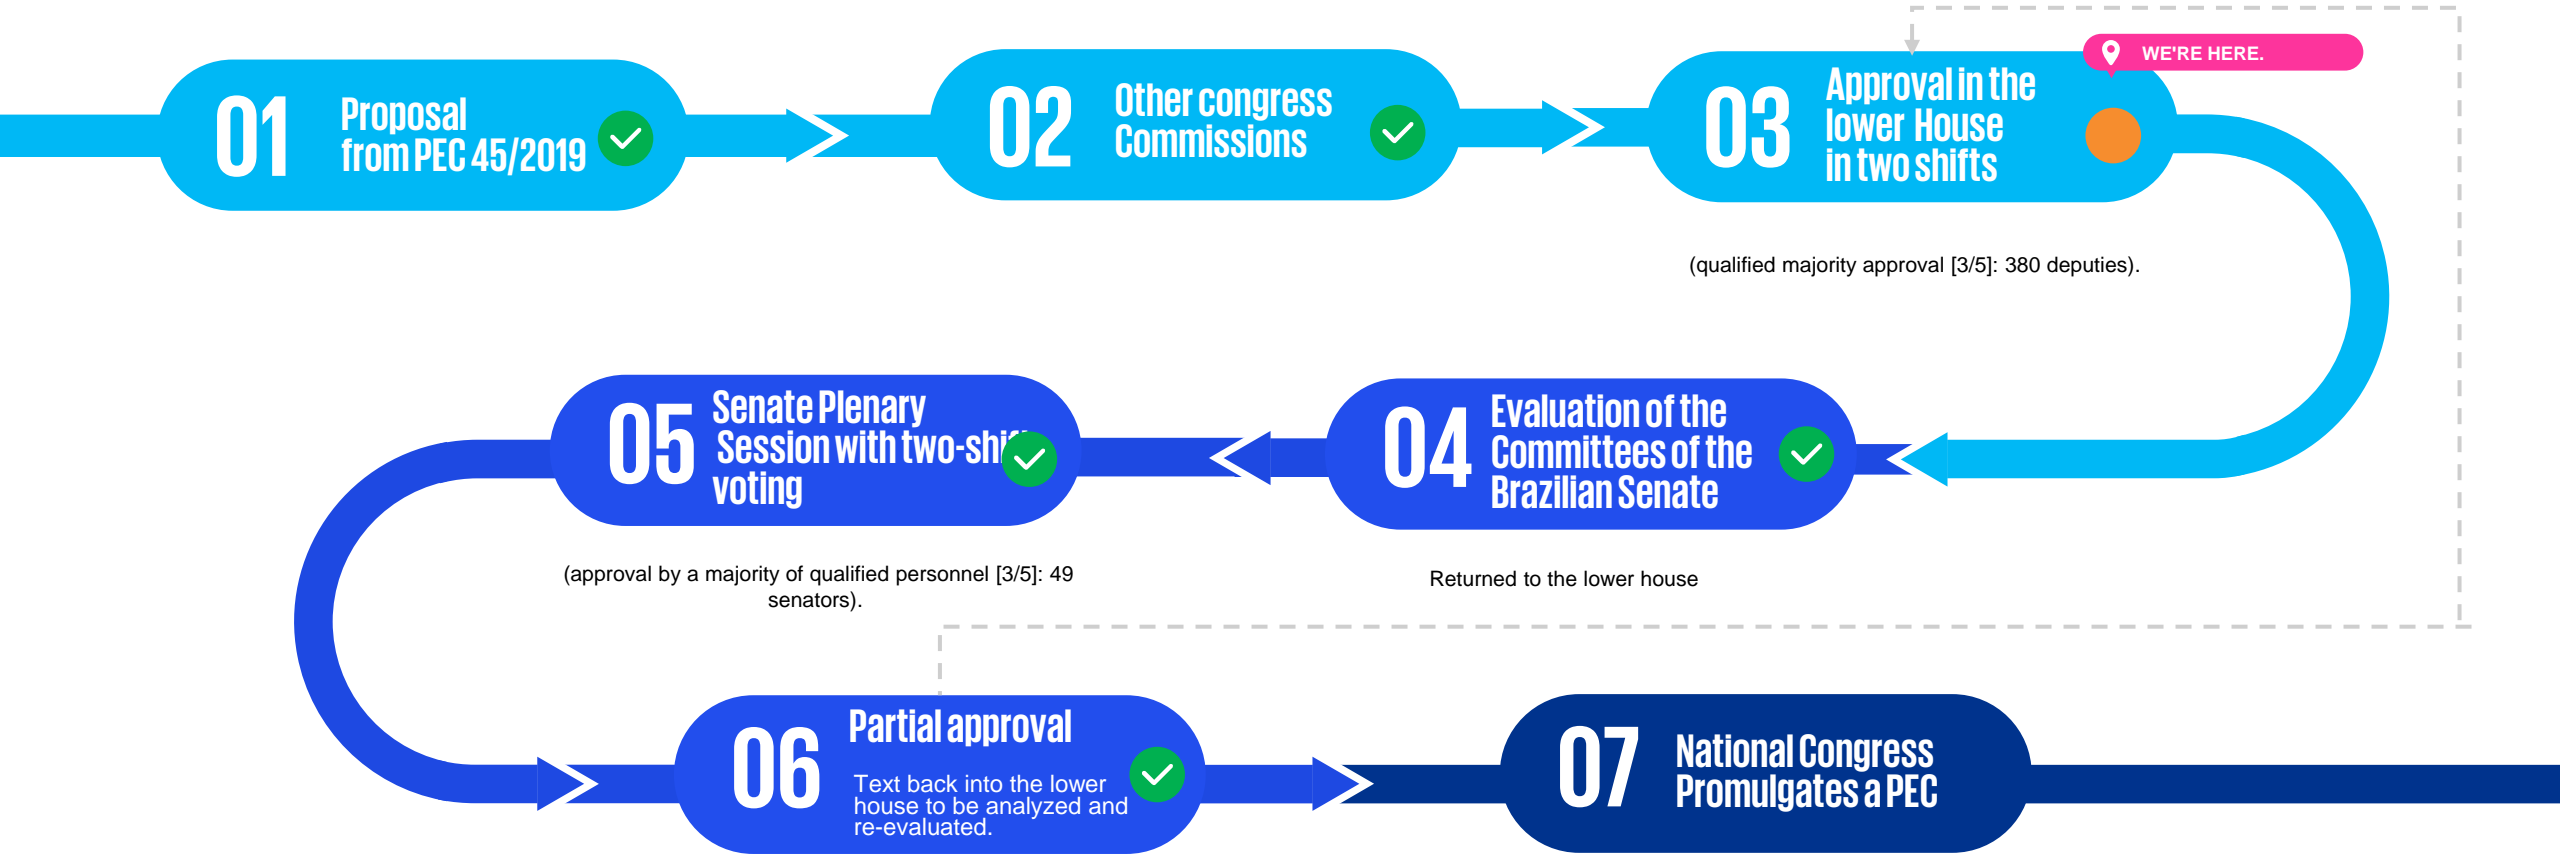 WE'RE HERE.
01
Proposal
from PEC 45/2019
02
Other congress
Commissions
03
Approval in the
lower House
in two shifts
(qualified majority approval [3/5]: 380 deputies).
04
Evaluation of the
Committees of the
Brazilian Senate
Returned to the lower house
05
Senate Plenary
Session with
voting
(approval by a majority of qualified personnel [3/5]: 49
senators).
06
Partial approval
Text back into the lower
house to be analyzed and
re-evaluated.
07
National Congress
Promulgates a PEC